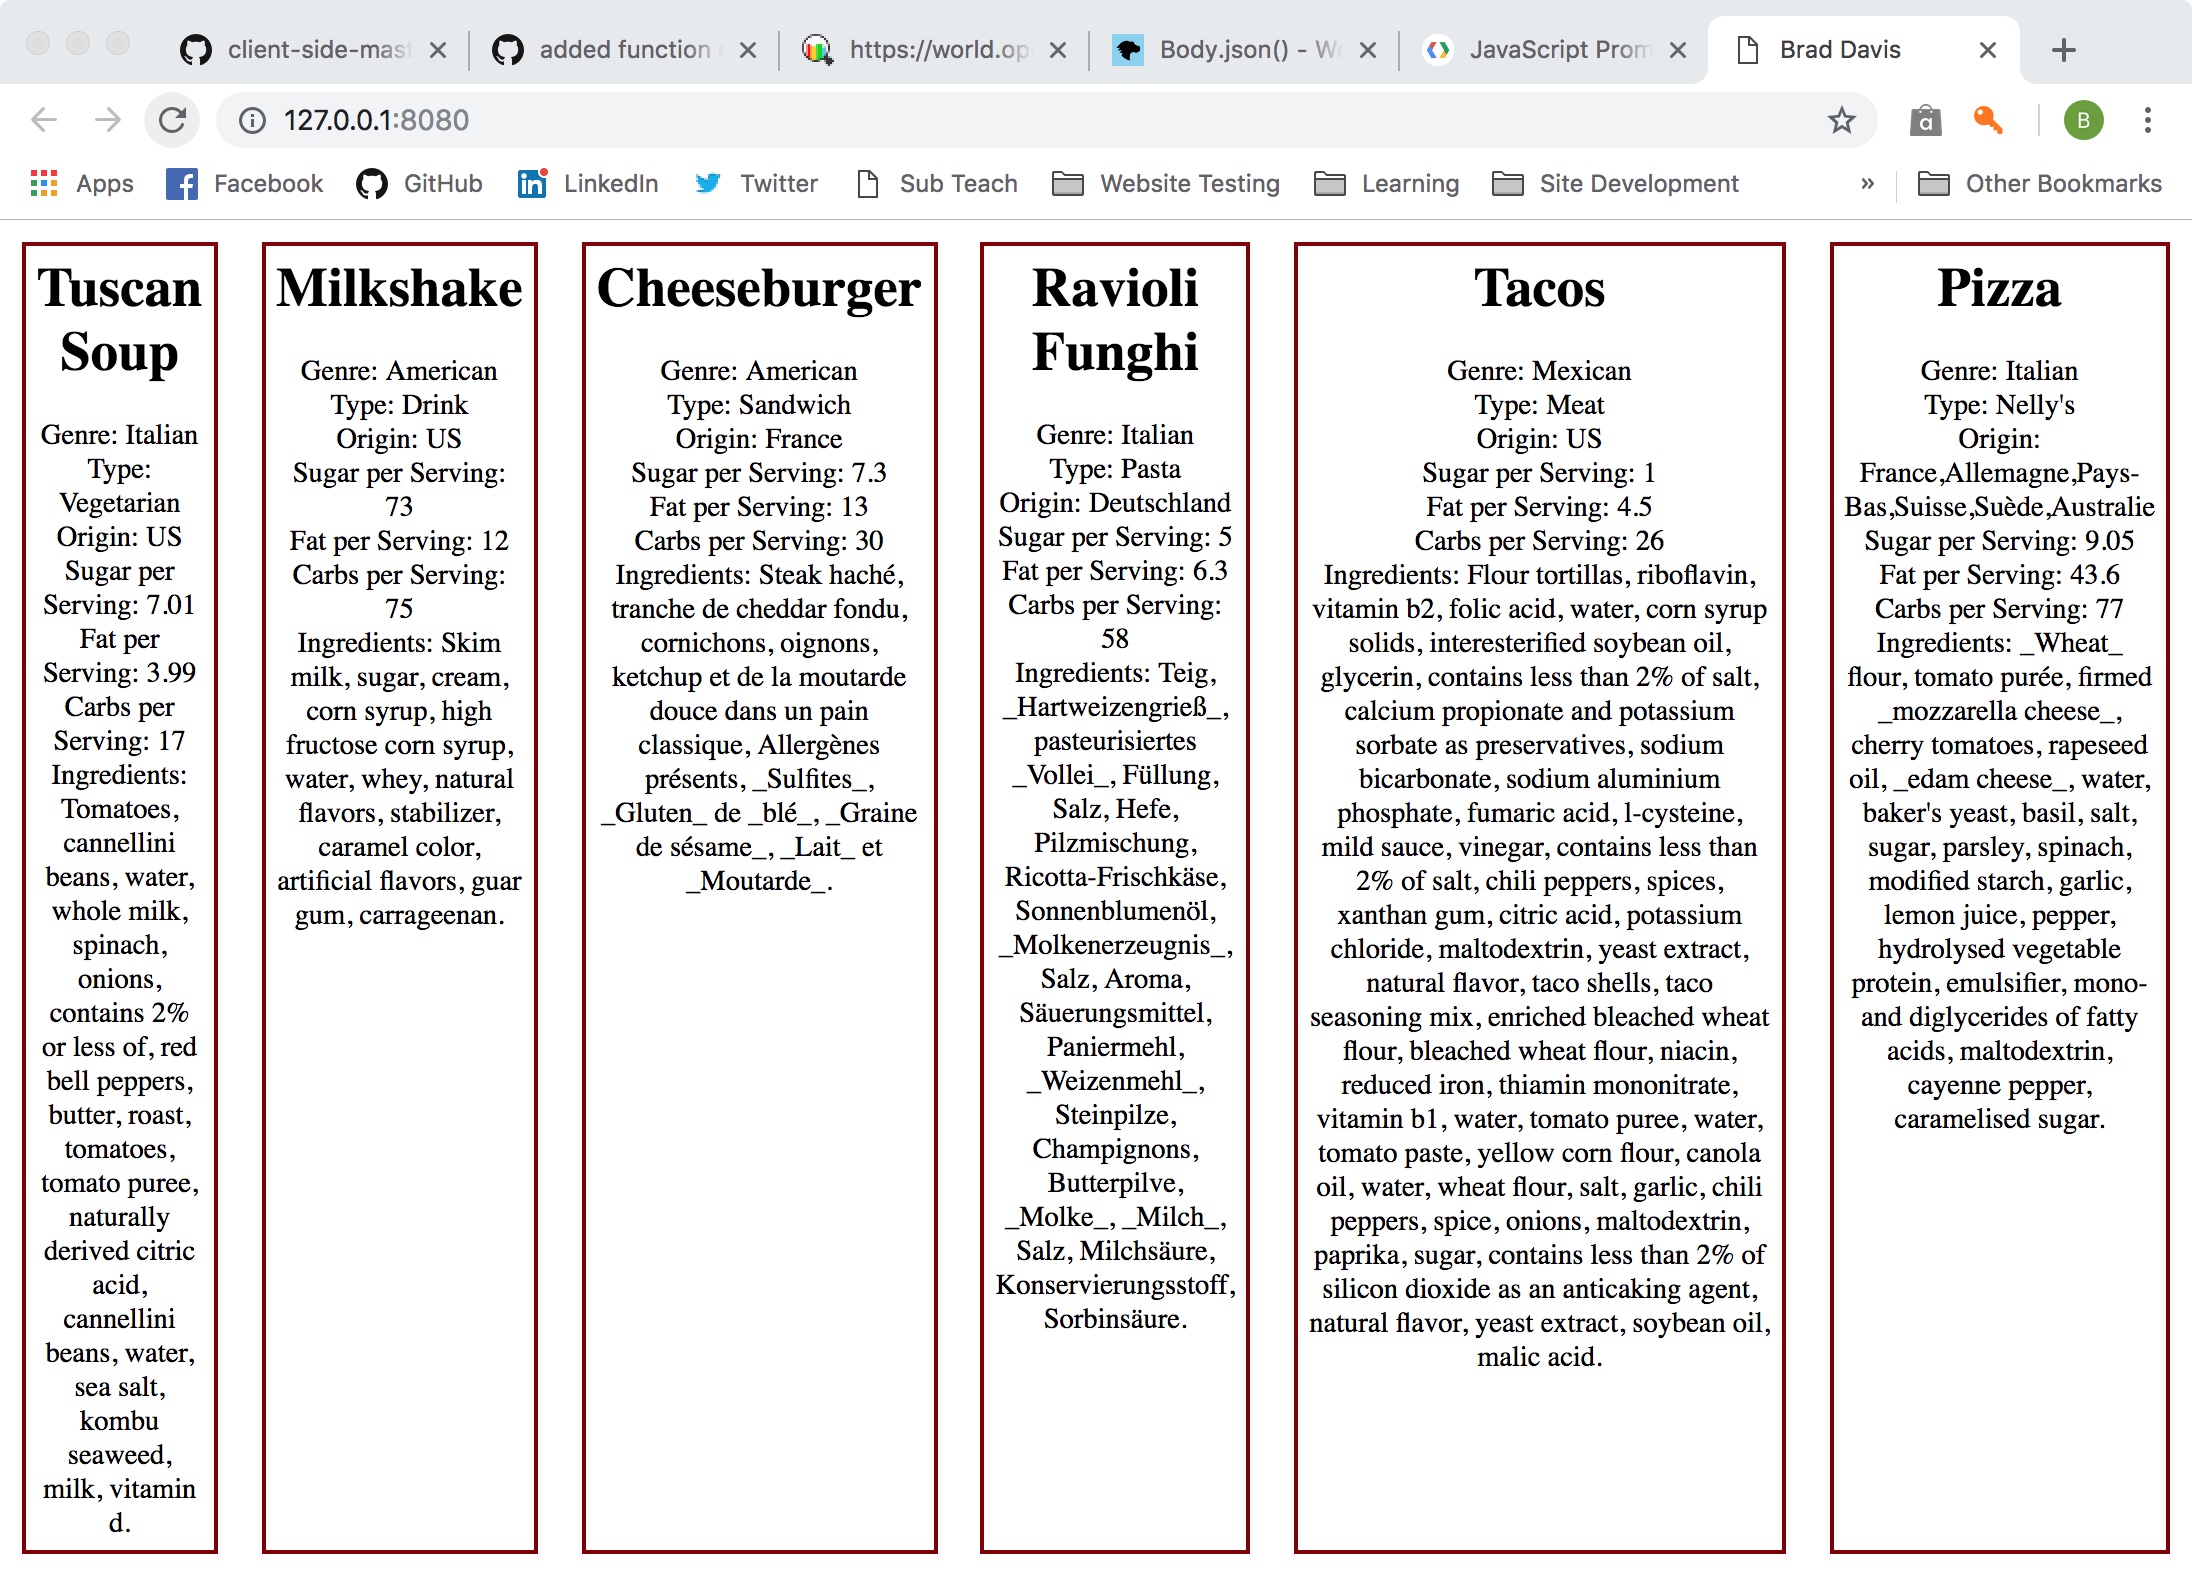 client-side-mast
added function
https://world.op
Body.json() - We
JavaScript Prom
Brad Davis
127.0.0.1:8080
a
B
Apps
Facebook
GitHub
LinkedIn
Twitter
Sub Teach
Website Testing
Learning
Site Development
»
Other Bookmarks
Tuscan
Soup
Genre: Italian
Type:
Vegetarian
Origin: US
Sugar per
Serving: 7.01
Fat per
Serving: 3.99
Carbs per
Serving: 17
Ingredients:
Tomatoes,
cannellini
beans, water,
whole milk,
spinach,
onions,
contains 2%
or less of, red
bell peppers,
butter, roast,
tomatoes,
tomato puree,
naturally
derived citric
acid,
cannellini
beans, water,
sea salt,
kombu
seaweed,
milk, vitamin
d.
Milkshake
Genre: American
Type: Drink
Origin: US
Sugar per Serving:
73
Fat per Serving: 12
Carbs per Serving:
75
Ingredients: Skim
milk, sugar, cream,
corn syrup, high
fructose corn syrup,
water, whey, natural
flavors, stabilizer,
caramel color,
artificial flavors, guar
gum, carrageenan.
Cheeseburger
Genre: American
Type: Sandwich
Origin: France
Sugar per Serving: 7.3
Fat per Serving: 13
Carbs per Serving: 30
Ingredients: Steak haché,
tranche de cheddar fondu,
cornichons, oignons,
ketchup et de la moutarde
douce dans un pain
classique, Allergènes
présents, _Sulfites_,
_Gluten_ de _blé_, _Graine
de sésame_, _Lait_ et
_Moutarde_.
Ravioli
Funghi
Genre: Italian
Type: Pasta
Origin: Deutschland
Sugar per Serving: 5
Fat per Serving: 6.3
Carbs per Serving:
58
Ingredients: Teig,
_Hartweizengrieß_,
pasteurisiertes
_Vollei_, Füllung,
Salz, Hefe,
Pilzmischung,
Ricotta-Frischkäse,
Sonnenblumenöl,
_Molkenerzeugnis_,
Salz, Aroma,
Säuerungsmittel,
Paniermehl,
_Weizenmehl_,
Steinpilze,
Champignons,
Butterpilve,
_Molke_, _Milch_,
Salz, Milchsäure,
Konservierungsstoff,
Sorbinsäure.
Tacos
Genre: Mexican
Type: Meat
Origin: US
Sugar per Serving: 1
Fat per Serving: 4.5
Carbs per Serving: 26
Ingredients: Flour tortillas, riboflavin,
vitamin b2, folic acid, water, corn syrup
solids, interesterified soybean oil,
glycerin, contains less than 2% of salt,
calcium propionate and potassium
sorbate as preservatives, sodium
bicarbonate, sodium aluminium
phosphate, fumaric acid, l-cysteine,
mild sauce, vinegar, contains less than
2% of salt, chili peppers, spices,
xanthan gum, citric acid, potassium
chloride, maltodextrin, yeast extract,
natural flavor, taco shells, taco
seasoning mix, enriched bleached wheat
flour, bleached wheat flour, niacin,
reduced iron, thiamin mononitrate,
vitamin b1, water, tomato puree, water,
tomato paste, yellow corn flour, canola
oil, water, wheat flour, salt, garlic, chili
peppers, spice, onions, maltodextrin,
paprika, sugar, contains less than 2% of
silicon dioxide as an anticaking agent,
natural flavor, yeast extract, soybean oil,
malic acid.
Pizza
Genre: Italian
Type: Nelly's
Origin:
France,Allemagne,Pays-
Bas,Suisse,Suède,Australie
Sugar per Serving: 9.05
Fat per Serving: 43.6
Carbs per Serving: 77
Ingredients: _Wheat_
flour, tomato purée, firmed
_mozzarella cheese_,
cherry tomatoes, rapeseed
oil, _edam cheese_, water,
baker's yeast, basil, salt,
sugar, parsley, spinach,
modified starch, garlic,
lemon juice, pepper,
hydrolysed vegetable
protein, emulsifier, mono-
and diglycerides of fatty
acids, maltodextrin,
cayenne pepper,
caramelised sugar.